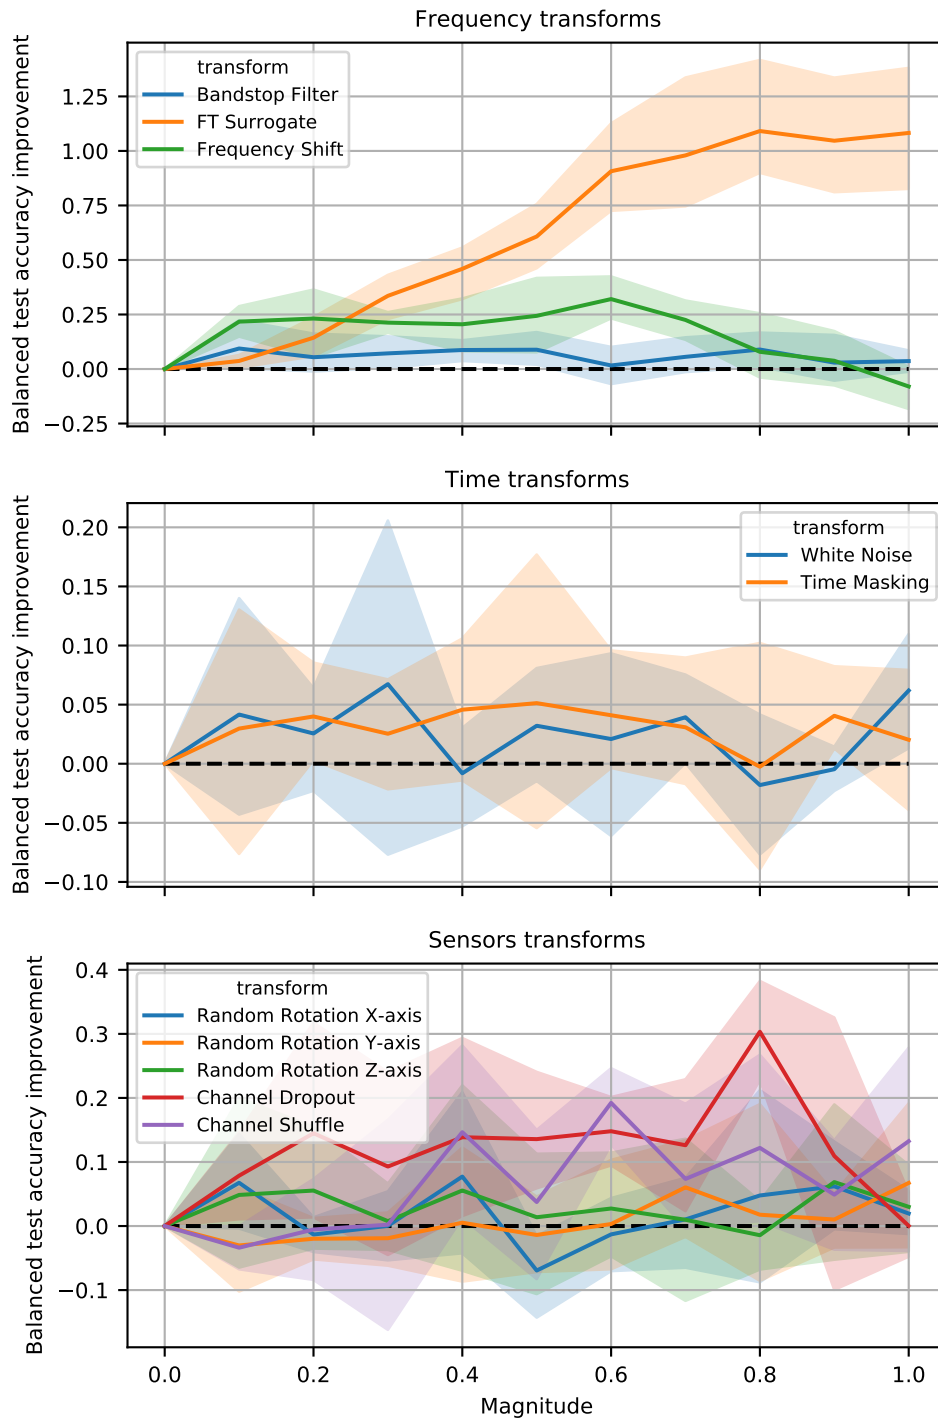 Frequency transforms
Balanced test accuracy improvement
1.25
1.00
0.75
0.50
0.25
0.00
−0.25
transform
Bandstop Filter
FT Surrogate
Frequency Shift
Time transforms
Balanced test accuracy improvement
0.20
0.15
0.10
0.05
0.00
−0.05
−0.10
transform
White Noise
Time Masking
Sensors transforms
Balanced test accuracy improvement
0.4
0.3
0.2
0.1
0.0
−0.1
transform
Random Rotation X-axis
Random Rotation Y-axis
Random Rotation Z-axis
Channel Dropout
Channel Shuffle
0.0 0.2 0.4 0.6 0.8 1.0
Magnitude